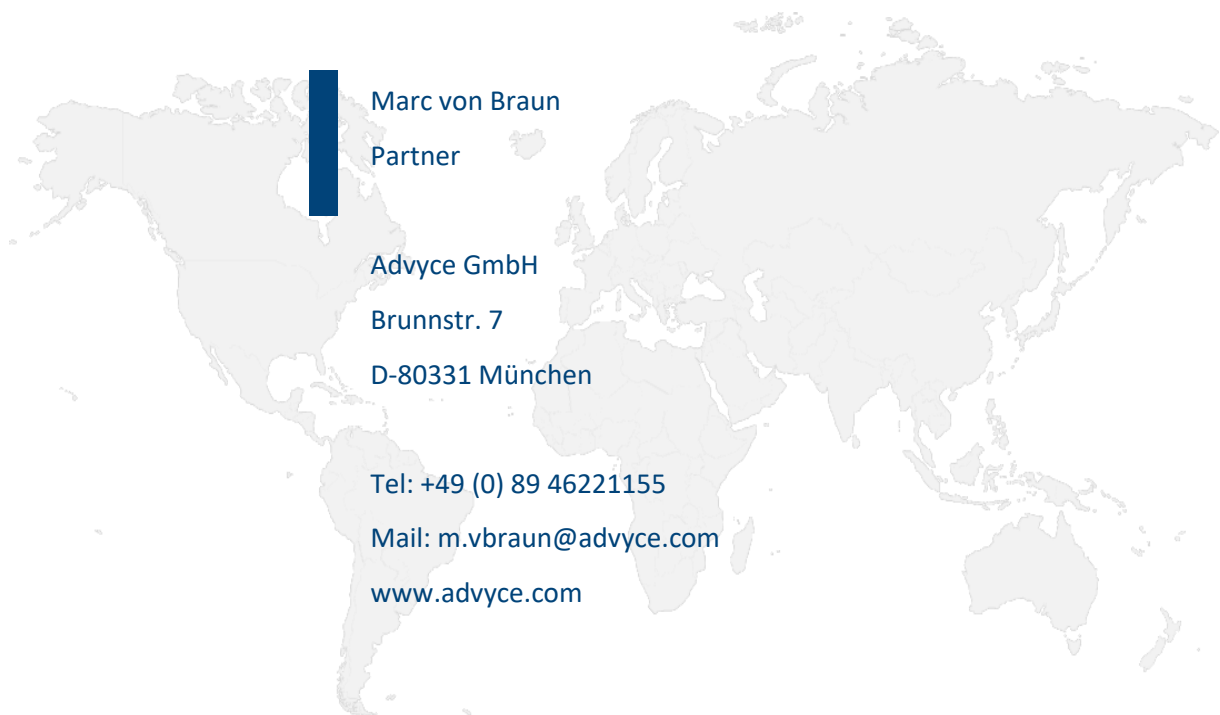 Marc von Braun
Partner
Advyce GmbH
Brunnstr. 7
D-80331 München
Tel: +49 (0) 89 46221155
Mail: m.vbraun@advyce.com
www.advyce.com